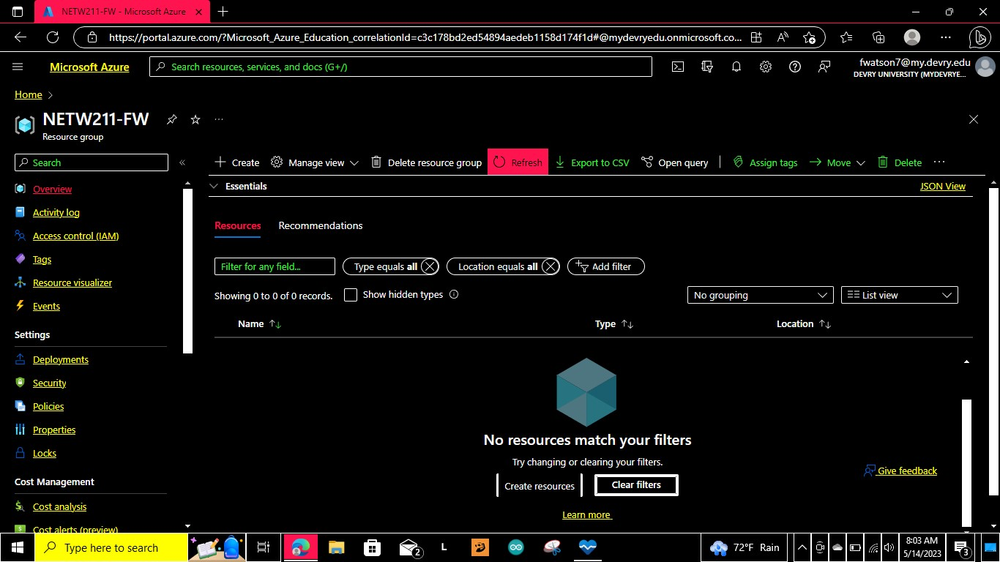 NETW211-FW - Microsoft Azure
https://portal.azure.com/?Microsoft_Azure_Education_correlationId=c3c178bd2ed54894aedeb1158d174f1d#@mydevryedu.onmicrosoft.co...
Microsoft Azure
Search resources, services, and docs (G+/)
fwatson7@my.devry.edu
DEVRY UNIVERSITY (MYDEVRYE...
Home
NETW211-FW
Resource group
Search
Create
Manage view
Delete resource group
Refresh
Export to CSV
Open query
Assign tags
Move
Delete
Overview
Activity log
Access control (IAM)
Tags
Resource visualizer
Events
Settings
Deployments
Security
Policies
Properties
Locks
Cost Management
Cost analysis
Cost alerts (preview)
Essentials
JSON View
Resources
Recommendations
Filter for any field...
Type equals all
Location equals all
Add filter
Showing 0 to 0 of 0 records.
Show hidden types
No grouping
List view
Name
Type
Location
No resources match your filters
Try changing or clearing your filters.
Create resources
Clear filters
Learn more
Give feedback
Type here to search
2
L
72°F Rain
8:03 AM
5/14/2023
3